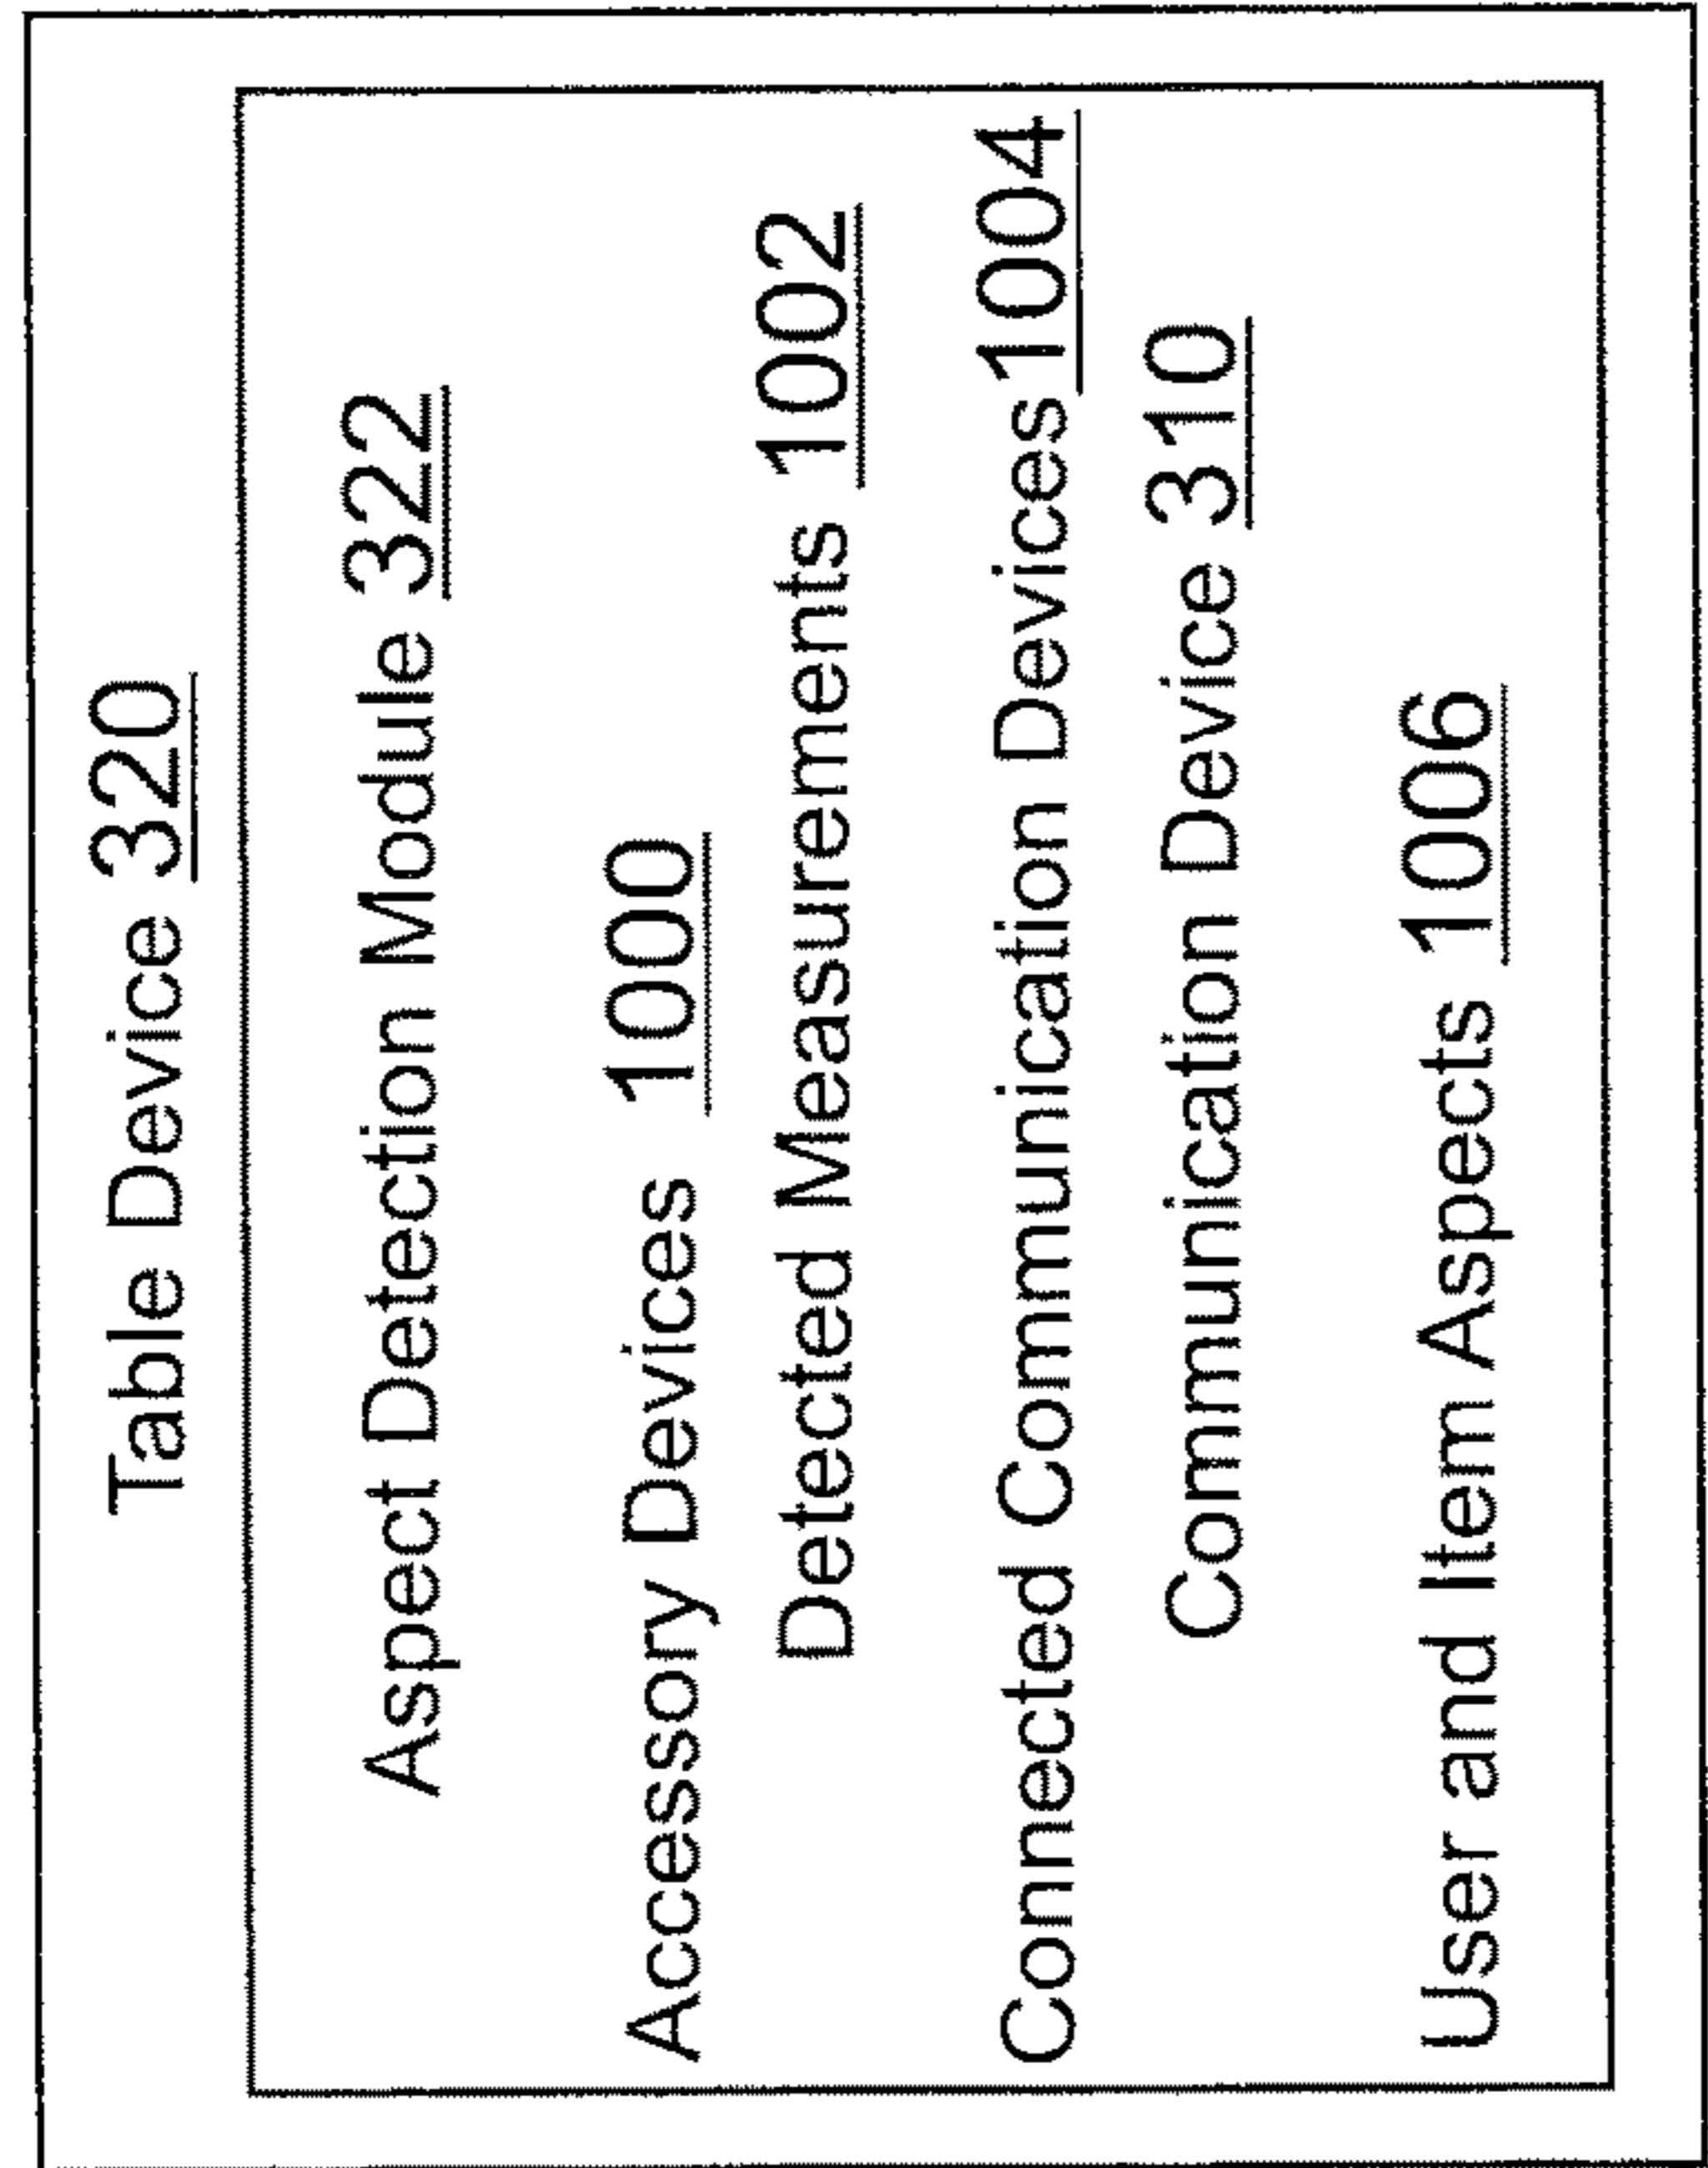 Table Device 320
Aspect Detection Module 322
Accessory Devices 1000
Detected Measurements 1002
Connected Communication Devices 1004
Communication Device 310
User and Item Aspects 1006